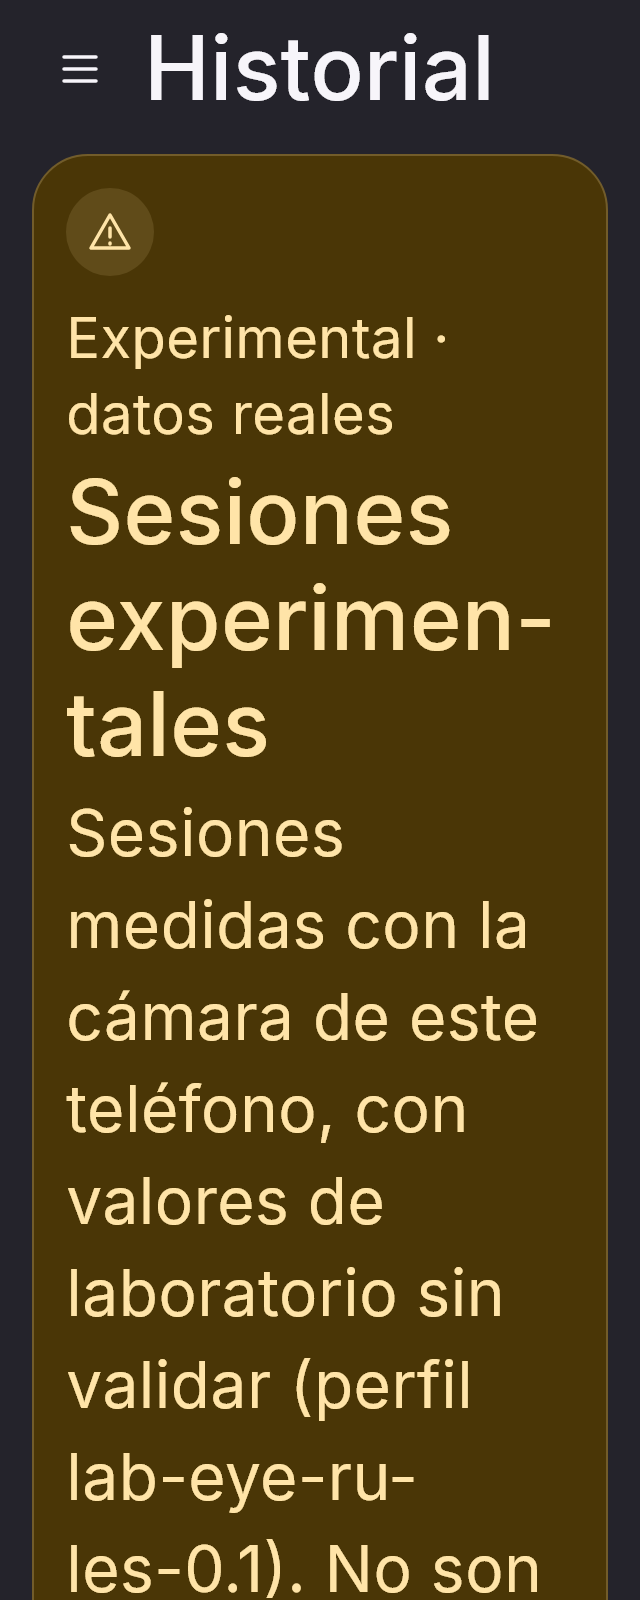 Historial
Experimental ·
datos reales
Sesiones
experimen-
tales
Sesiones
medidas con la
cámara de este
teléfono, con
valores de
laboratorio sin
validar (perfil
lab-eye-ru-
les-0.1). No son